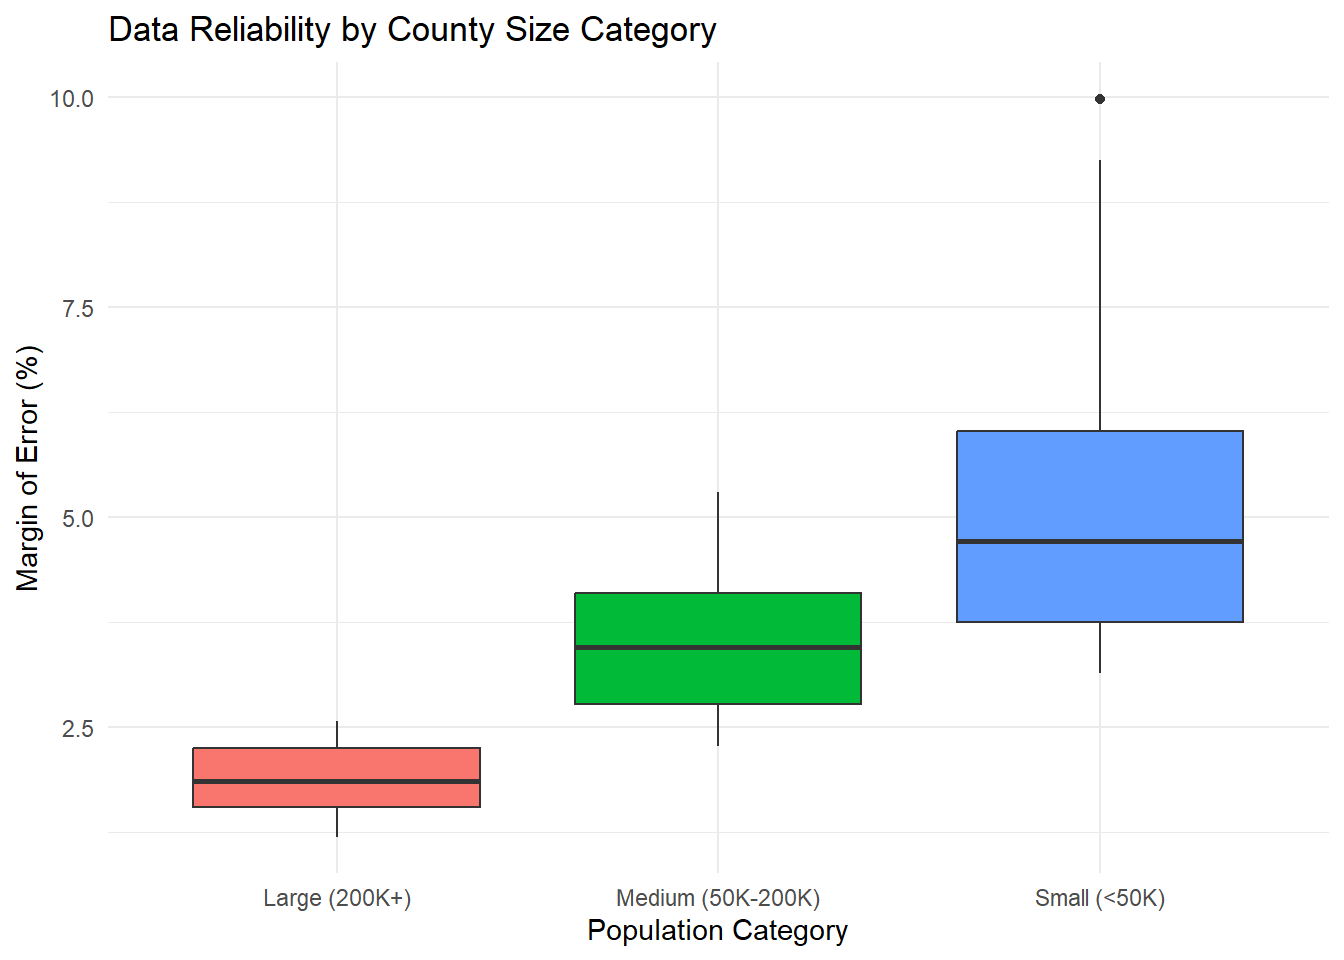 Data Reliability by County Size Category
10.0
7.5
5.0
2.5
Margin of Error (%)
Large (200K+)
Medium (50K-200K)
Small (<50K)
Population Category